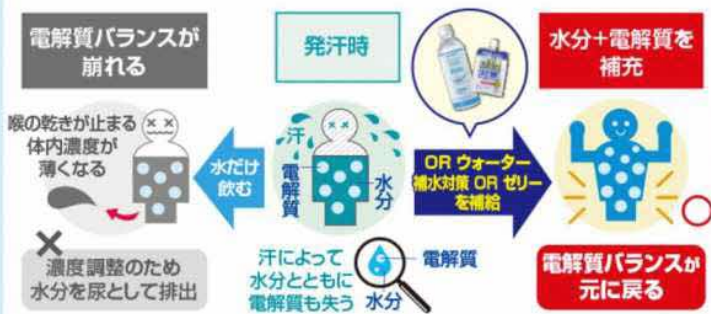 電解質バランスが
崩れる
発汗時
水分+電解質を
補充
喉の乾きが止まる
体内濃度が
薄くなる
水だけ
飲む
汗
電解質
水分
OR ウォーター
補水対策 OR ゼリー
を補給
濃度調整のため
水分を尿として排出
汗によって
水分とともに
電解質も失う
電解質
水分
電解質バランスが
元に戻る